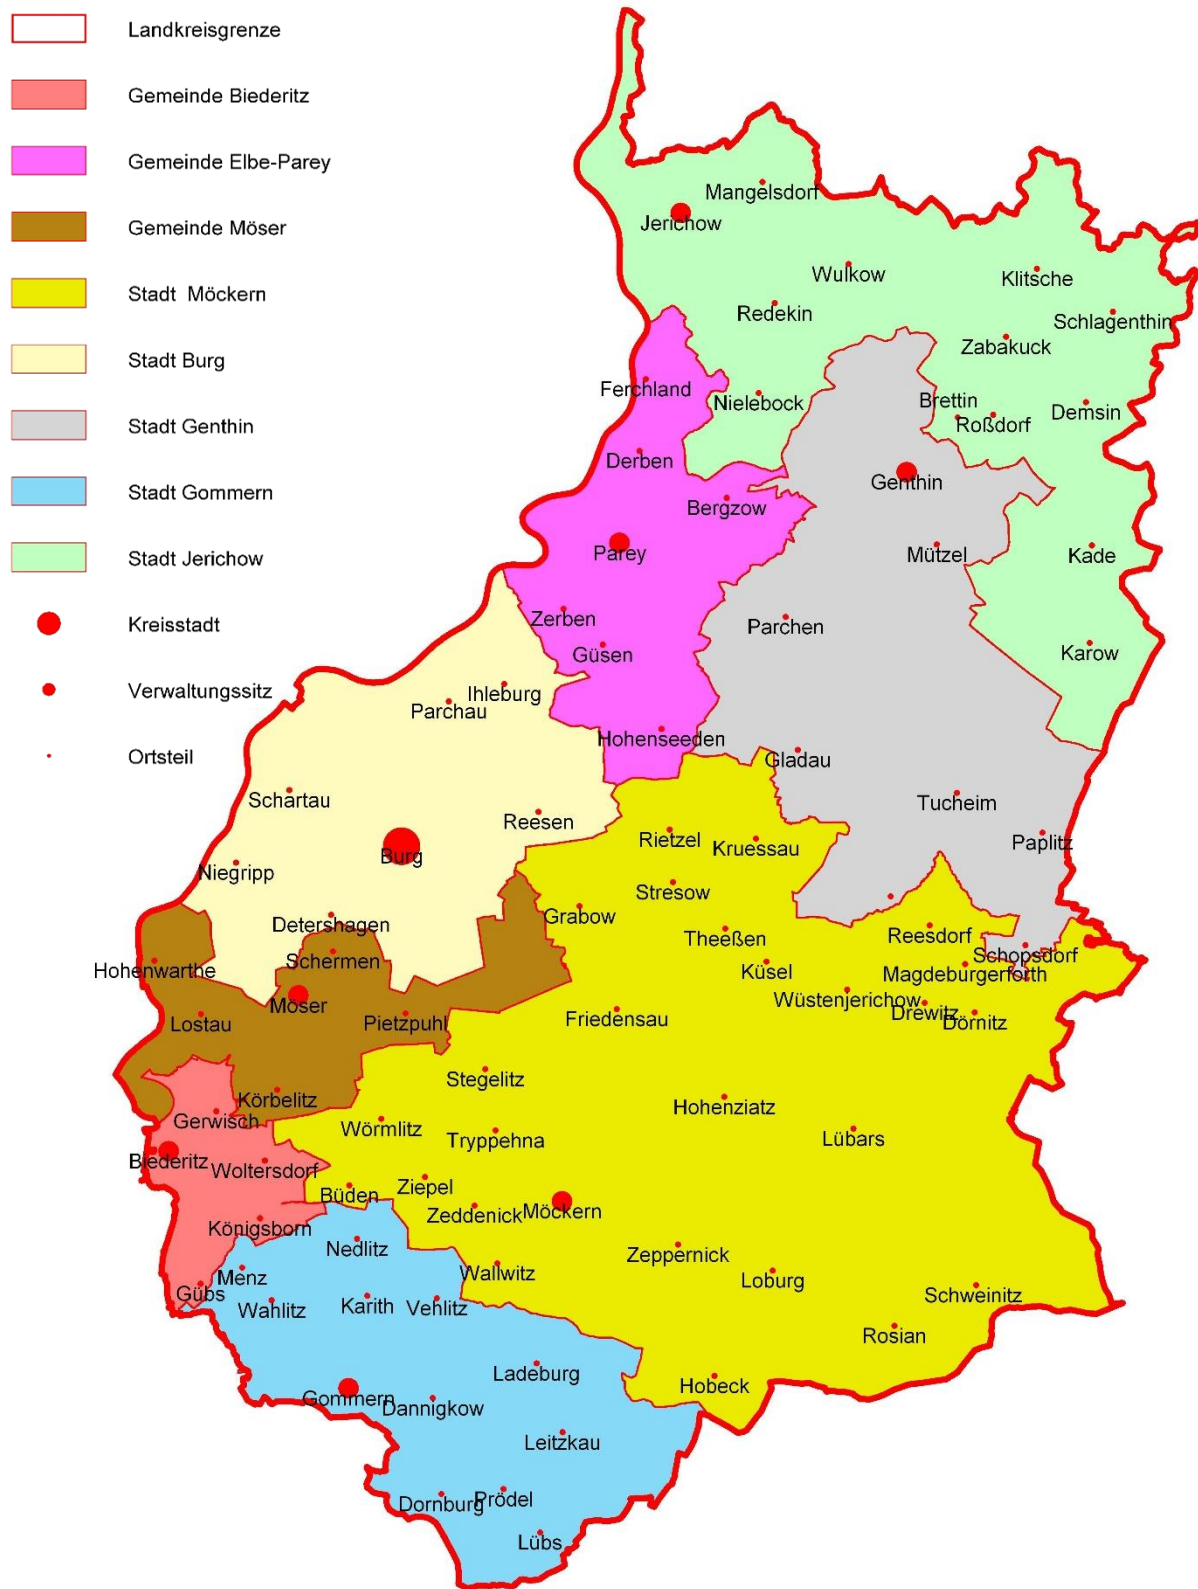 Landkreisgrenze
Gemeinde Biederitz
Gemeinde Elbe-Parey
Gemeinde Möser
Stadt Möckern
Stadt Burg
Stadt Genthin
Stadt Gommern
Stadt Jerichow
Kreisstadt
Verwaltungssitz
Ortsteil
Mangelsdorf
Jerichow
Wulkow
Klitsche
Redekin
Schlagenthin
Zabakuck
Ferchland
Nielebock
Brettin
Roßdorf
Demsin
Derben
Genthin
Bergzow
Parey
Mützel
Kade
Zerben
Parchen
Güsen
Karow
Ihleburg
Parchau
Hohenseeden
Gladau
Schartau
Tucheim
Reesen
Rietzel
Kruessau
Paplitz
Burg
Niegripp
Stresow
Grabow
Detershagen
Theeßen
Reesdorf
Schermen
Schopsdorf
Hohenwarthe
Küsel
Magdeburgerforth
Möser
Wüstenjerichow
Lostau
Pietzpuhl
Friedensau
Drewitz
Dörnitz
Stegelitz
Körbelitz
Hohenziatz
Gerwisch
Wörmlitz
Tryppehna
Lübars
Biederitz
Woltersdorf
Büden
Ziepel
Zeddenick
Möckern
Königsborn
Nedlitz
Zeppernick
Menz
Wallwitz
Loburg
Gübs
Wahlitz
Karith
Vehlitz
Schweinitz
Rosian
Ladeburg
Hobeck
Gommern
Dannigkow
Leitzkau
Dornburg
Prödel
Lübs